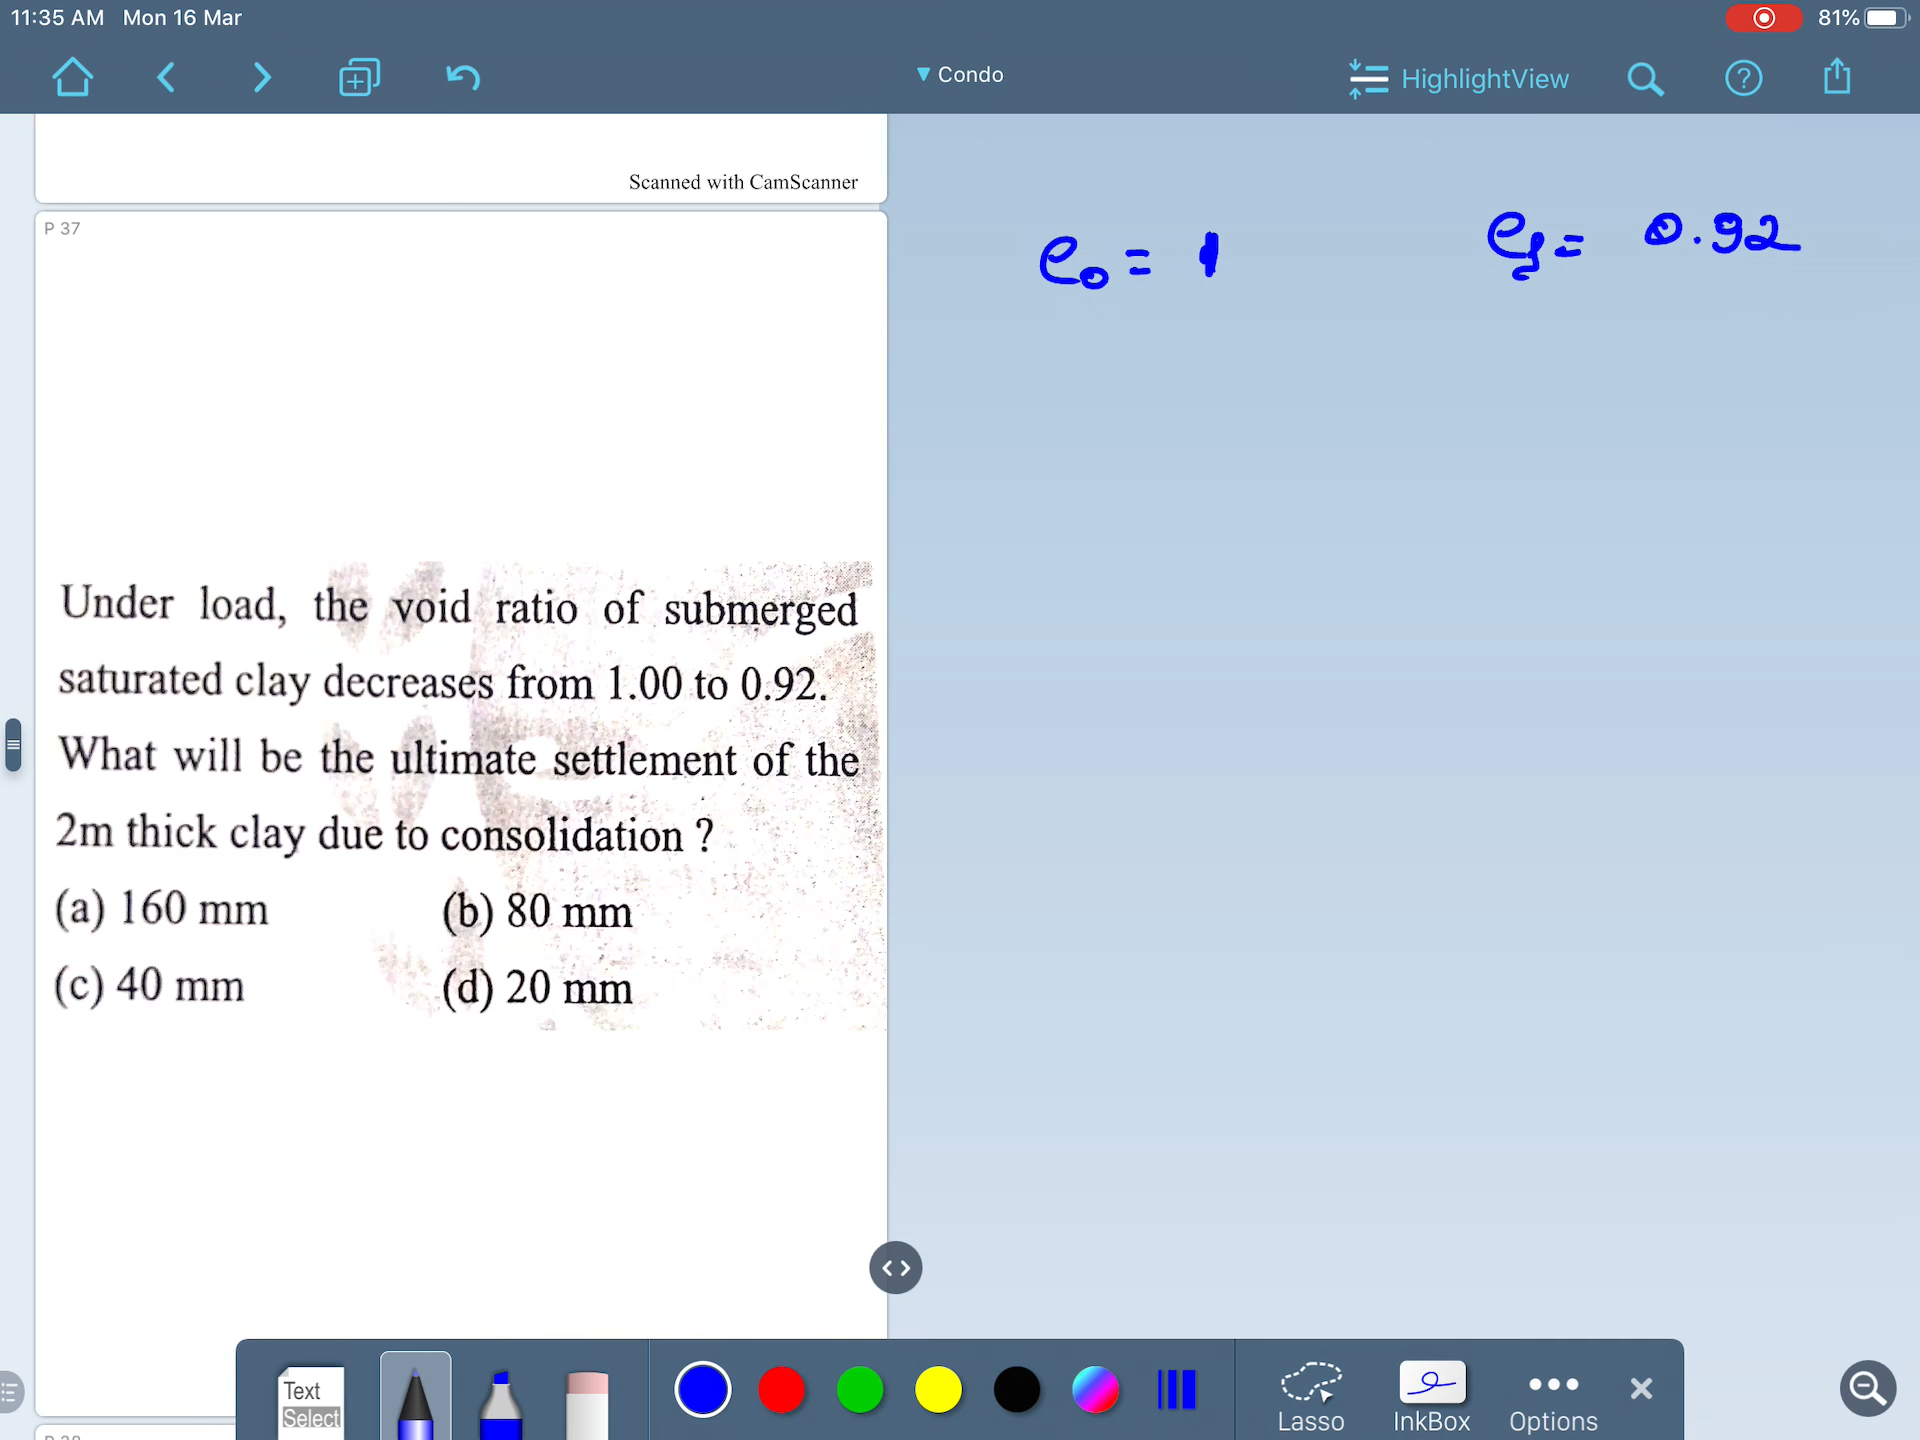 11:35 AM Mon 16 Mar
81%
▼ Condo
HighlightView
Scanned with CamScanner
P 37
e₀ = 1
e_f = 0.92
Under load, the void ratio of submerged
saturated clay decreases from 1.00 to 0.92.
What will be the ultimate settlement of the
2m thick clay due to consolidation ?
(a) 160 mm (b) 80 mm
(c) 40 mm (d) 20 mm
Text
Select
Lasso
InkBox
Options